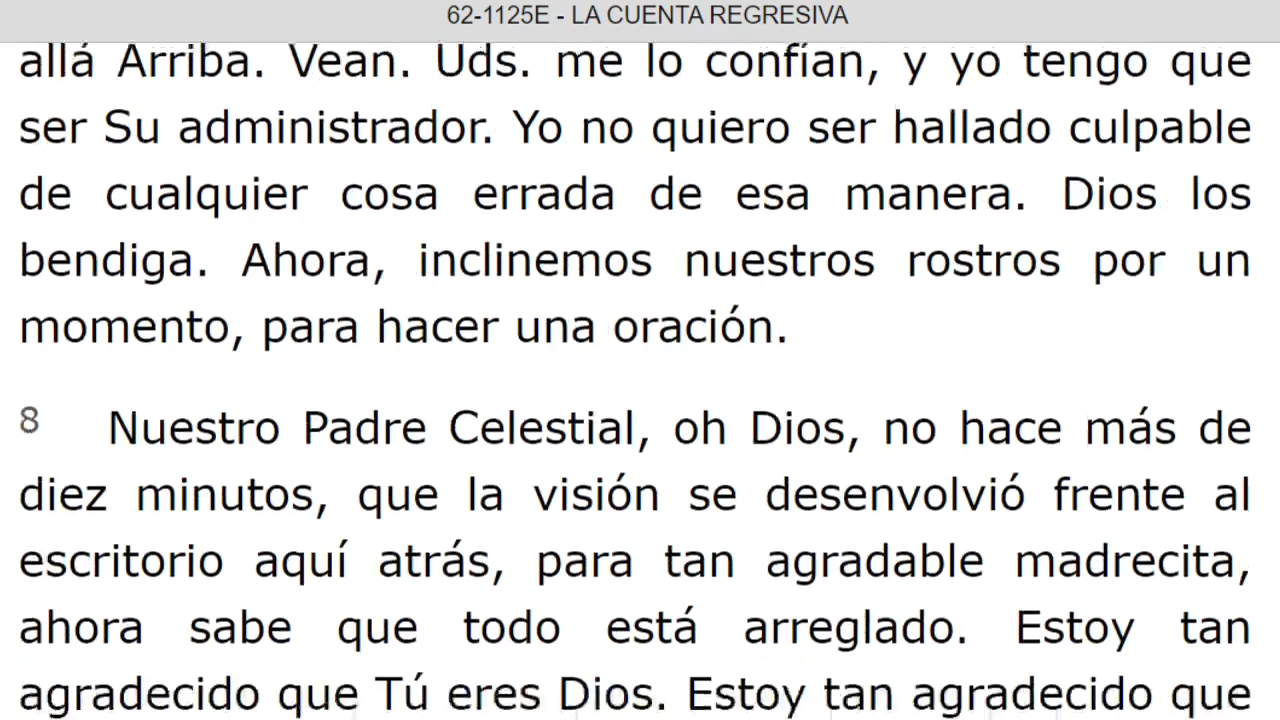 62-1125E - LA CUENTA REGRESIVA
allá Arriba. Vean. Uds. me lo confían, y yo tengo que
ser Su administrador. Yo no quiero ser hallado culpable
de cualquier cosa errada de esa manera. Dios los
bendiga. Ahora, inclinemos nuestros rostros por un
momento, para hacer una oración.
8 Nuestro Padre Celestial, oh Dios, no hace más de
diez minutos, que la visión se desenvolvió frente al
escritorio aquí atrás, para tan agradable madrecita,
ahora sabe que todo está arreglado. Estoy tan
agradecido que Tú eres Dios. Estoy tan agradecido que